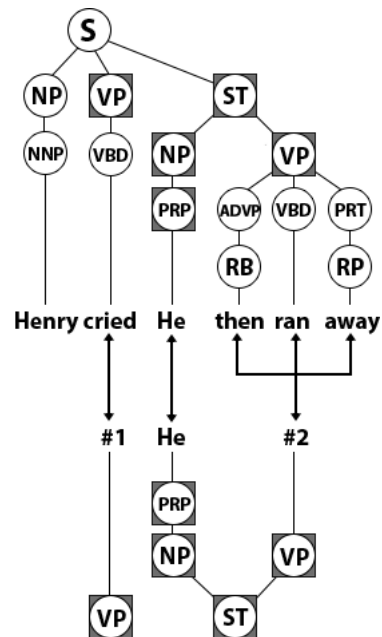 S
NP VP ST
NNP VBD NP VP
PRP ADVP VBD PRT
RB RP
Henry cried He then ran away
#1 He #2
PRP
NP VP
VP ST